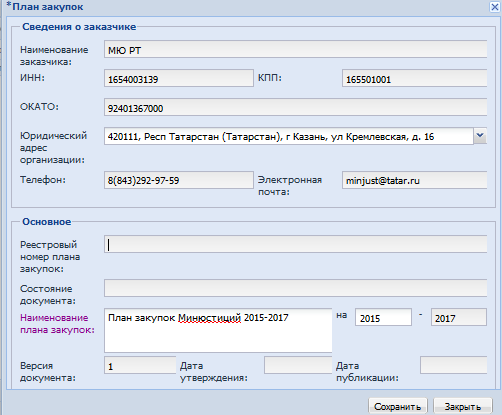 *План закупок
Сведения о заказчике
Наименование заказчика: МЮ РТ
ИНН: 1654003139 КПП: 165501001
ОКАТО: 92401367000
Юридический адрес организации: 420111, Респ Татарстан (Татарстан), г Казань, ул Кремлевская, д. 16
Телефон: 8(843)292-97-59 Электронная почта: minjust@tatar.ru
Основное
Реестровый номер плана закупок:
Состояние документа:
Наименование плана закупок: План закупок Минюстиций 2015-2017 на 2015 - 2017
Версия документа: 1 Дата утверждения: Дата публикации:
Сохранить Закрыть